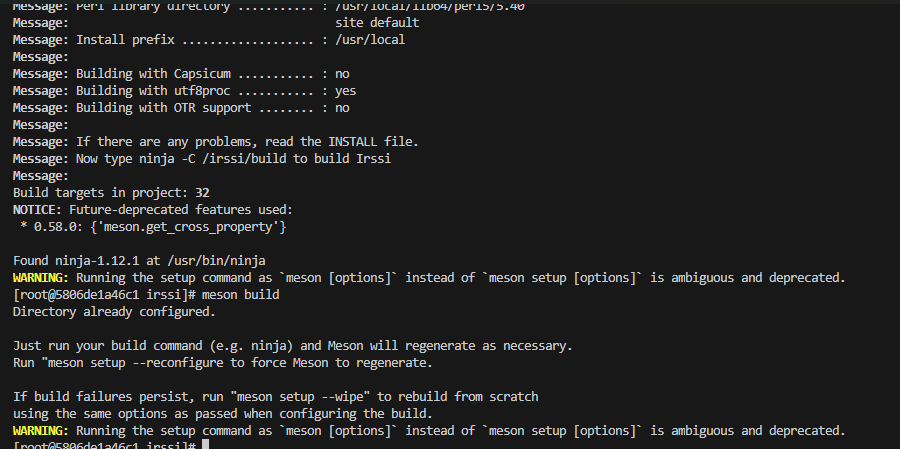 Message: Perl library directory ........... : /usr/local/lib64/perl5/5.40
Message: site default
Message: Install prefix .................... : /usr/local
Message:
Message: Building with Capsicum ........... : no
Message: Building with utf8proc ........... : yes
Message: Building with OTR support ........ : no
Message:
Message: If there are any problems, read the INSTALL file.
Message: Now type ninja -C /irssi/build to build Irssi
Message:
Build targets in project: 32
NOTICE: Future-deprecated features used:
* 0.58.0: {'meson.get_cross_property'}
Found ninja-1.12.1 at /usr/bin/ninja
WARNING: Running the setup command as `meson [options]` instead of `meson setup [options]` is ambiguous and deprecated.
[root@5806de1a46c1 irssi]# meson build
Directory already configured.
Just run your build command (e.g. ninja) and Meson will regenerate as necessary.
Run "meson setup --reconfigure to force Meson to regenerate.
If build failures persist, run "meson setup --wipe" to rebuild from scratch
using the same options as passed when configuring the build.
WARNING: Running the setup command as `meson [options]` instead of `meson setup [options]` is ambiguous and deprecated.
[root@5806de1a46c1 irssi]#